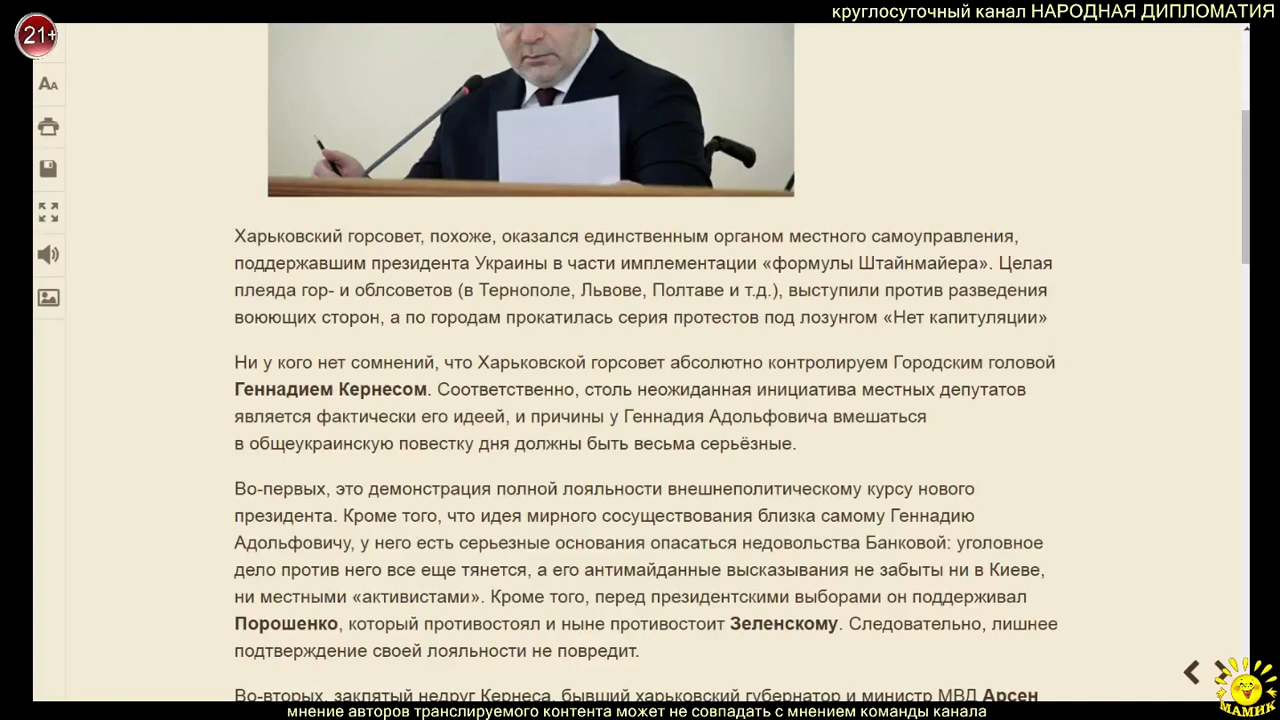 круглосуточный канал НАРОДНАЯ ДИПЛОМАТИЯ
21+
AA
Харьковский горсовет, похоже, оказался единственным органом местного самоуправления,
поддержавшим президента Украины в части имплементации «формулы Штайнмайера». Целая
плеяда гор- и облсоветов (в Тернополе, Львове, Полтаве и т.д.), выступили против разведения
воюющих сторон, а по городам прокатилась серия протестов под лозунгом «Нет капитуляции»
Ни у кого нет сомнений, что Харьковской горсовет абсолютно контролируем Городским головой
Геннадием Кернесом. Соответственно, столь неожиданная инициатива местных депутатов
является фактически его идеей, и причины у Геннадия Адольфовича вмешаться
в общеукраинскую повестку дня должны быть весьма серьёзные.
Во-первых, это демонстрация полной лояльности внешнеполитическому курсу нового
президента. Кроме того, что идея мирного сосуществования близка самому Геннадию
Адольфовичу, у него есть серьезные основания опасаться недовольства Банковой: уголовное
дело против него все еще тянется, а его антимайданные высказывания не забыты ни в Киеве,
ни местными «активистами». Кроме того, перед президентскими выборами он поддерживал
Порошенко, который противостоял и ныне противостоит Зеленскому. Следовательно, лишнее
подтверждение своей лояльности не повредит.
Во-вторых, заклятый недруг Кернеса, бывший харьковский губернатор и министр МВД Арсен
МАМИК
мнение авторов транслируемого контента может не совпадать с мнением команды канала